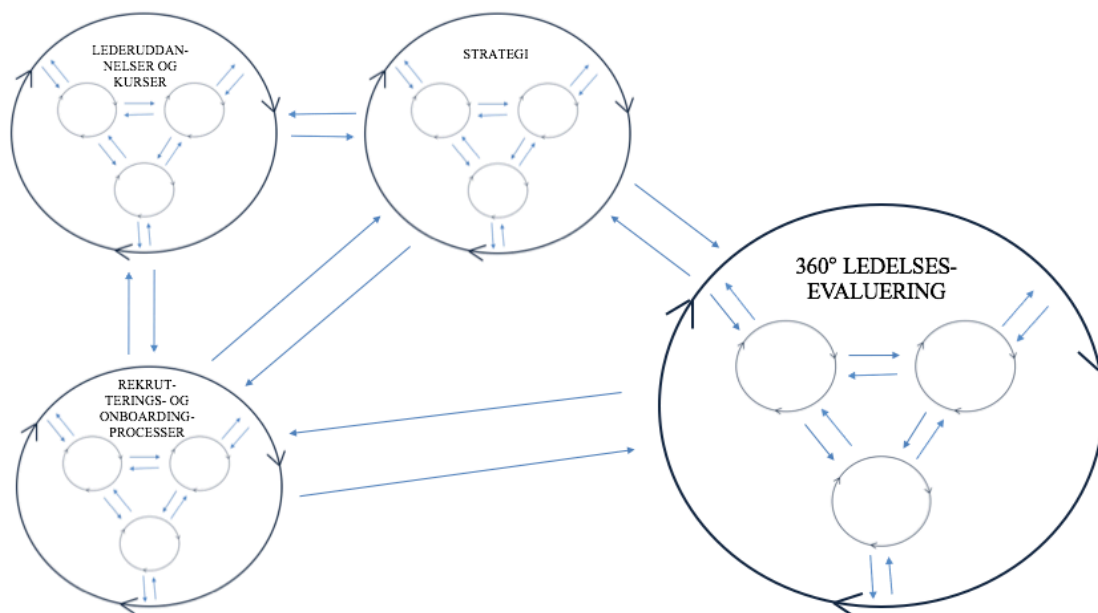 LEDERUDDAN-
NELSER OG
KURSER
STRATEGI
360° LEDELSES-
EVALUERING
REKRUT-
TERINGS- OG
ONBOARDING-
PROCESSER